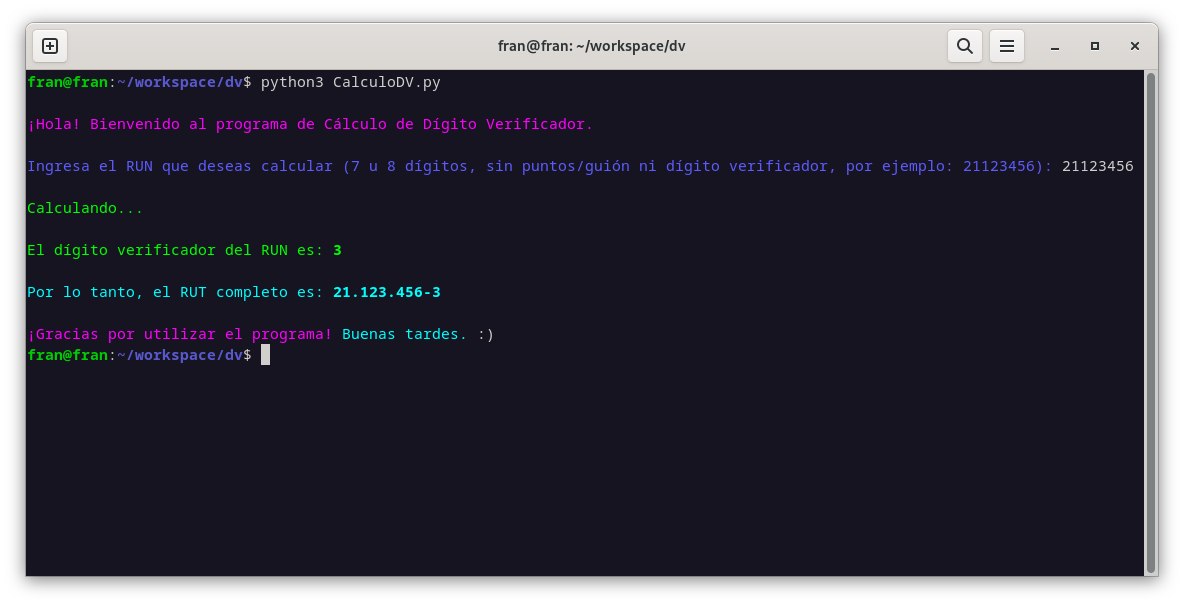 fran@fran: ~/workspace/dv
fran@fran:~/workspace/dv$ python3 CalculoDV.py
¡Hola! Bienvenido al programa de Cálculo de Dígito Verificador.
Ingresa el RUN que deseas calcular (7 u 8 dígitos, sin puntos/guión ni dígito verificador, por ejemplo: 21123456): 21123456
Calculando...
El dígito verificador del RUN es: 3
Por lo tanto, el RUT completo es: 21.123.456-3
¡Gracias por utilizar el programa! Buenas tardes. :)
fran@fran:~/workspace/dv$